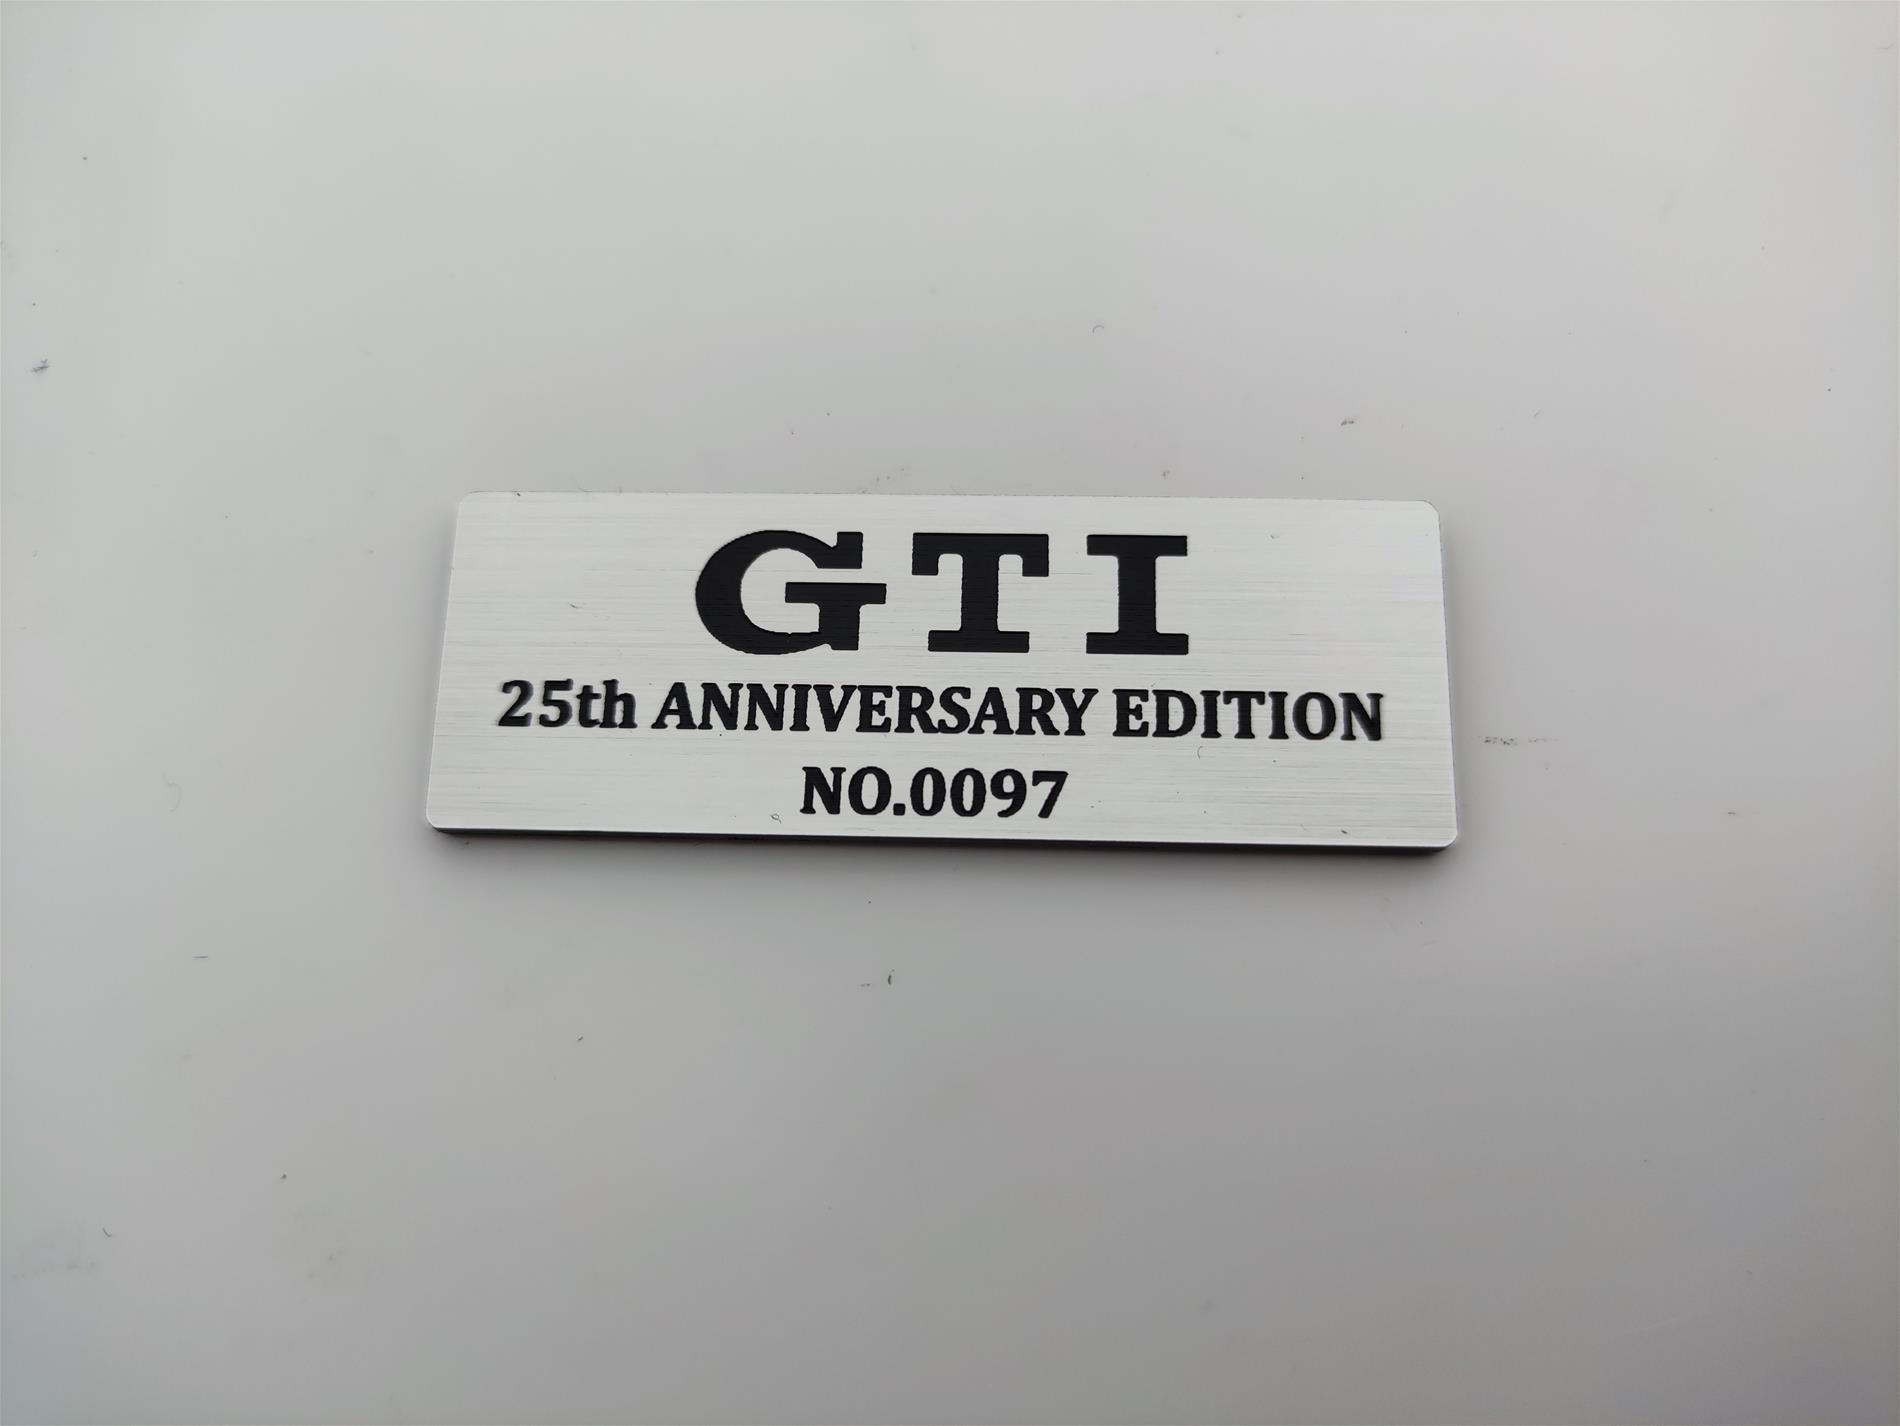 GTI
25th ANNIVERSARY EDITION
NO.0097